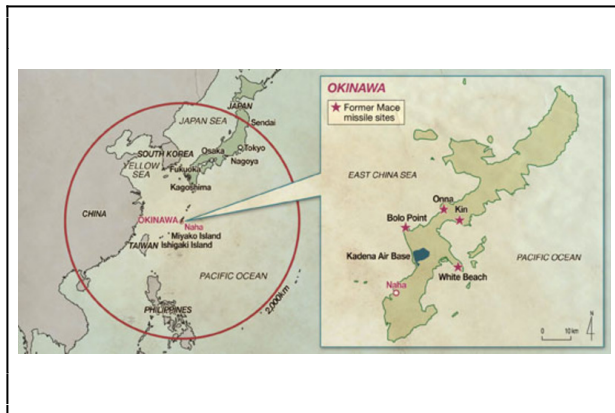 JAPAN
JAPAN SEA
Sendai
SOUTH KOREA
Osaka
Tokyo
YELLOW
SEA
Nagoya
Fukuoka
Kagoshima
CHINA
OKINAWA
Naha
Miyako Island
TAIWAN
Ishigaki Island
PACIFIC OCEAN
PHILIPPINES
2,000km
OKINAWA
Former Mace
missile sites
EAST CHINA SEA
Onna
Kin
Bolo Point
Kadena Air Base
PACIFIC OCEAN
White Beach
Naha
N
0 10 km